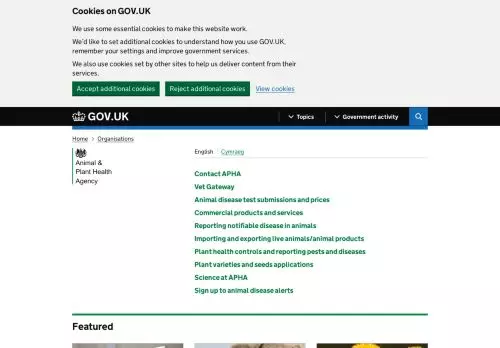 Cookies on GOV.UK
We use some essential cookies to make this website work.
We'd like to set additional cookies to understand how you use GOV.UK,
remember your settings and improve government services.
We also use cookies set by other sites to help us deliver content from their
services.
Accept additional cookies Reject additional cookies View cookies
GOV.UK Topics Government activity
Home Organisations
English Cymraeg
Animal &
Plant Health
Agency
Contact APHA
Vet Gateway
Animal disease test submissions and prices
Commercial products and services
Reporting notifiable disease in animals
Importing and exporting live animals/animal products
Plant health controls and reporting pests and diseases
Plant varieties and seeds applications
Science at APHA
Sign up to animal disease alerts
Featured